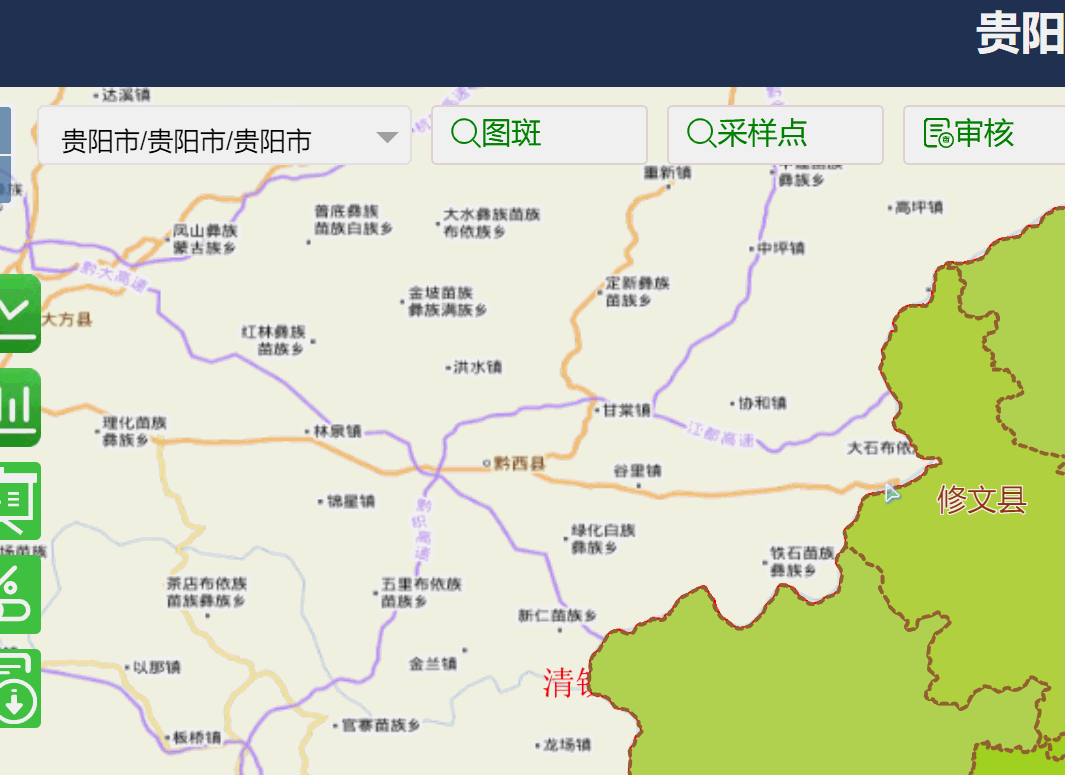 贵阳
达溪镇
贵阳市/贵阳市/贵阳市
图斑
采样点
审核
重新镇
彝族乡
高坪镇
普底彝族
苗族白族乡
大水彝族苗族
布依族乡
凤山彝族
蒙古族乡
中坪镇
黔大高速
定新彝族
苗族乡
金坡苗族
彝族满族乡
大方县
红林彝族
苗族乡
洪水镇
甘棠镇
协和镇
理化苗族
彝族乡
林泉镇
江都高速
大石布依
黔西县
谷里镇
锦星镇
修文县
黔织高速
绿化白族
彝族乡
场苗族
铁石苗族
彝族乡
茶店布依族
苗族彝族乡
五里布依族
苗族乡
新仁苗族乡
以那镇
金兰镇
清镇
官寨苗族乡
板桥镇
龙场镇